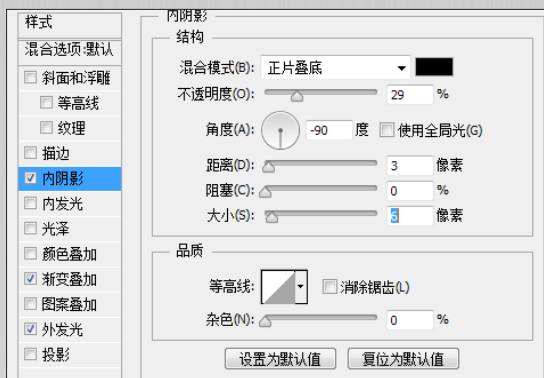 样式
混合选项:默认
斜面和浮雕
等高线
纹理
描边
内阴影
内发光
光泽
颜色叠加
渐变叠加
图案叠加
外发光
投影
内阴影
结构
混合模式(B): 正片叠底
不透明度(O): 29 %
角度(A): -90 度 使用全局光(G)
距离(D): 3 像素
阻塞(C): 0 %
大小(S): 6 像素
品质
等高线: 消除锯齿(L)
杂色(N): 0 %
设置为默认值 复位为默认值